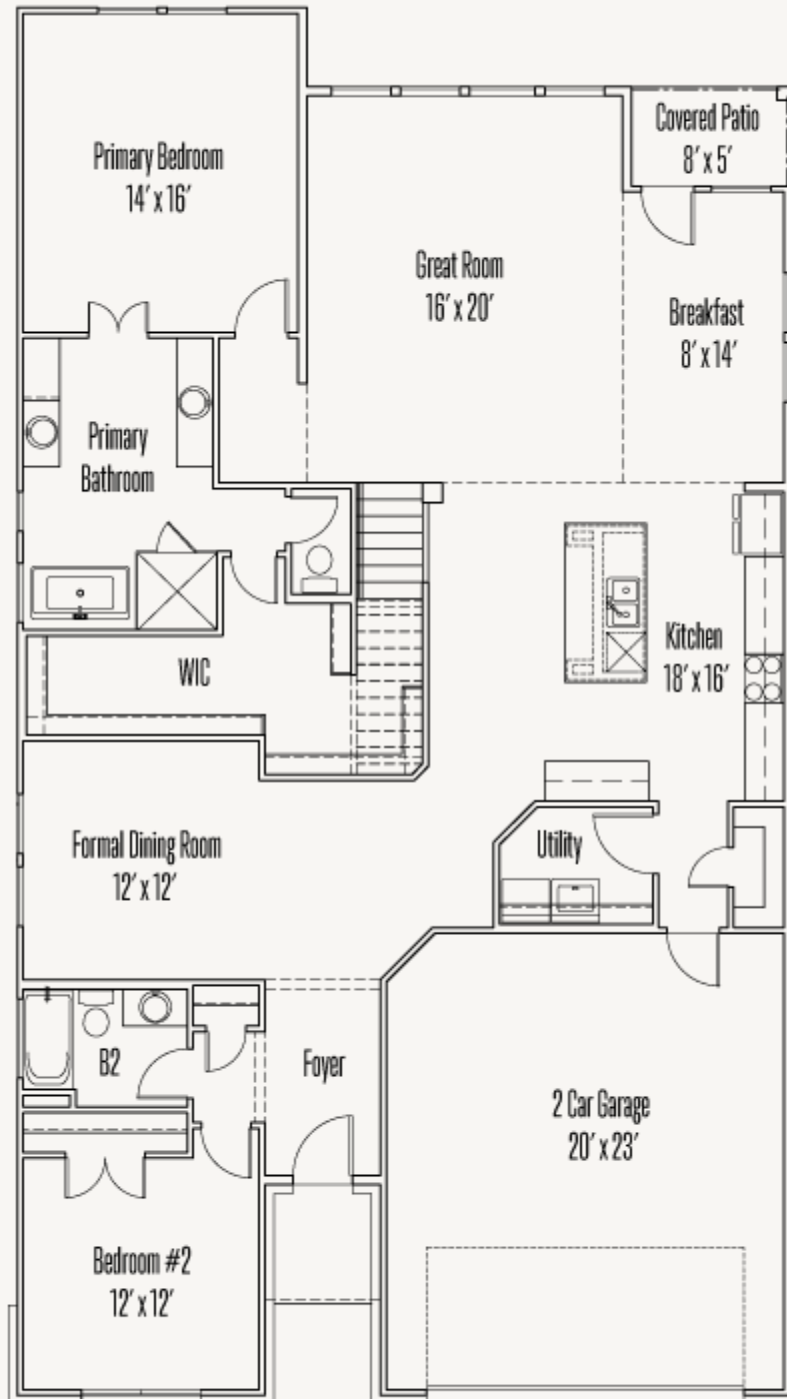 Covered Patio
8' x 5'
Primary Bedroom
14' x 16'
Great Room
16' x 20'
Breakfast
8' x 14'
Primary
Bathroom
Kitchen
18' x 16'
WIC
Formal Dining Room
12' x 12'
Utility
B2
Foyer
2 Car Garage
20' x 23'
Bedroom #2
12' x 12'